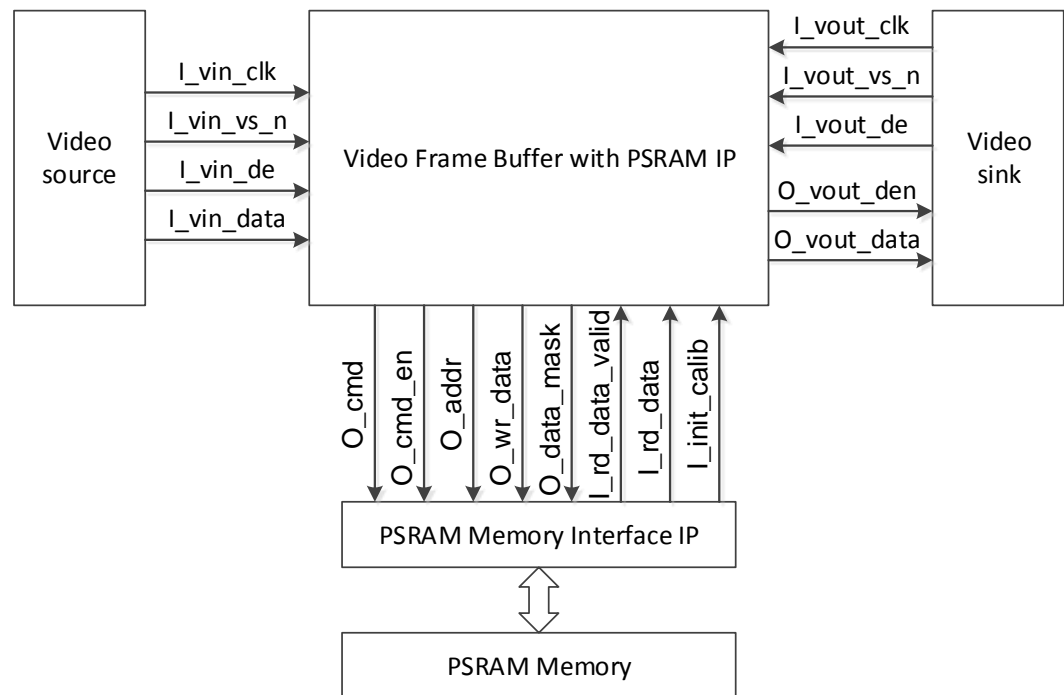 Video
source
I_vin_clk
I_vin_vs_n
I_vin_de
I_vin_data
Video Frame Buffer with PSRAM IP
I_vout_clk
I_vout_vs_n
I_vout_de
O_vout_den
O_vout_data
Video
sink
O_cmd
O_cmd_en
O_addr
O_wr_data
O_data_mask
I_rd_data_valid
I_rd_data
I_init_calib
PSRAM Memory Interface IP
PSRAM Memory